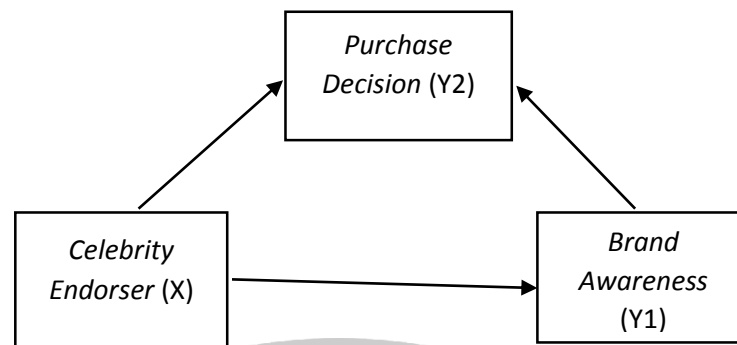 Purchase
Decision (Y2)
Celebrity
Endorser (X)
Brand
Awareness
(Y1)